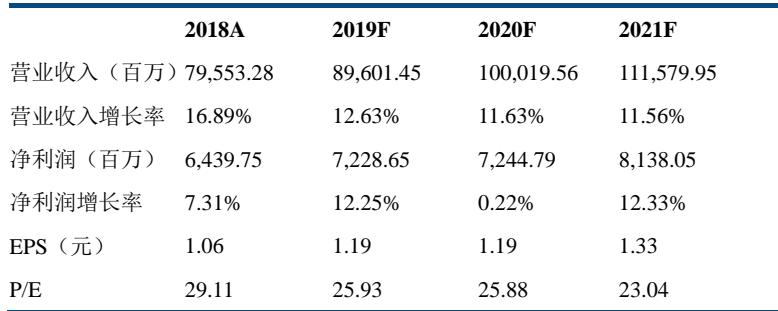 2018A 2019F 2020F 2021F
营业收入（百万） 79,553.28 89,601.45 100,019.56 111,579.95
营业收入增长率 16.89% 12.63% 11.63% 11.56%
净利润（百万） 6,439.75 7,228.65 7,244.79 8,138.05
净利润增长率 7.31% 12.25% 0.22% 12.33%
EPS（元） 1.06 1.19 1.19 1.33
P/E 29.11 25.93 25.88 23.04